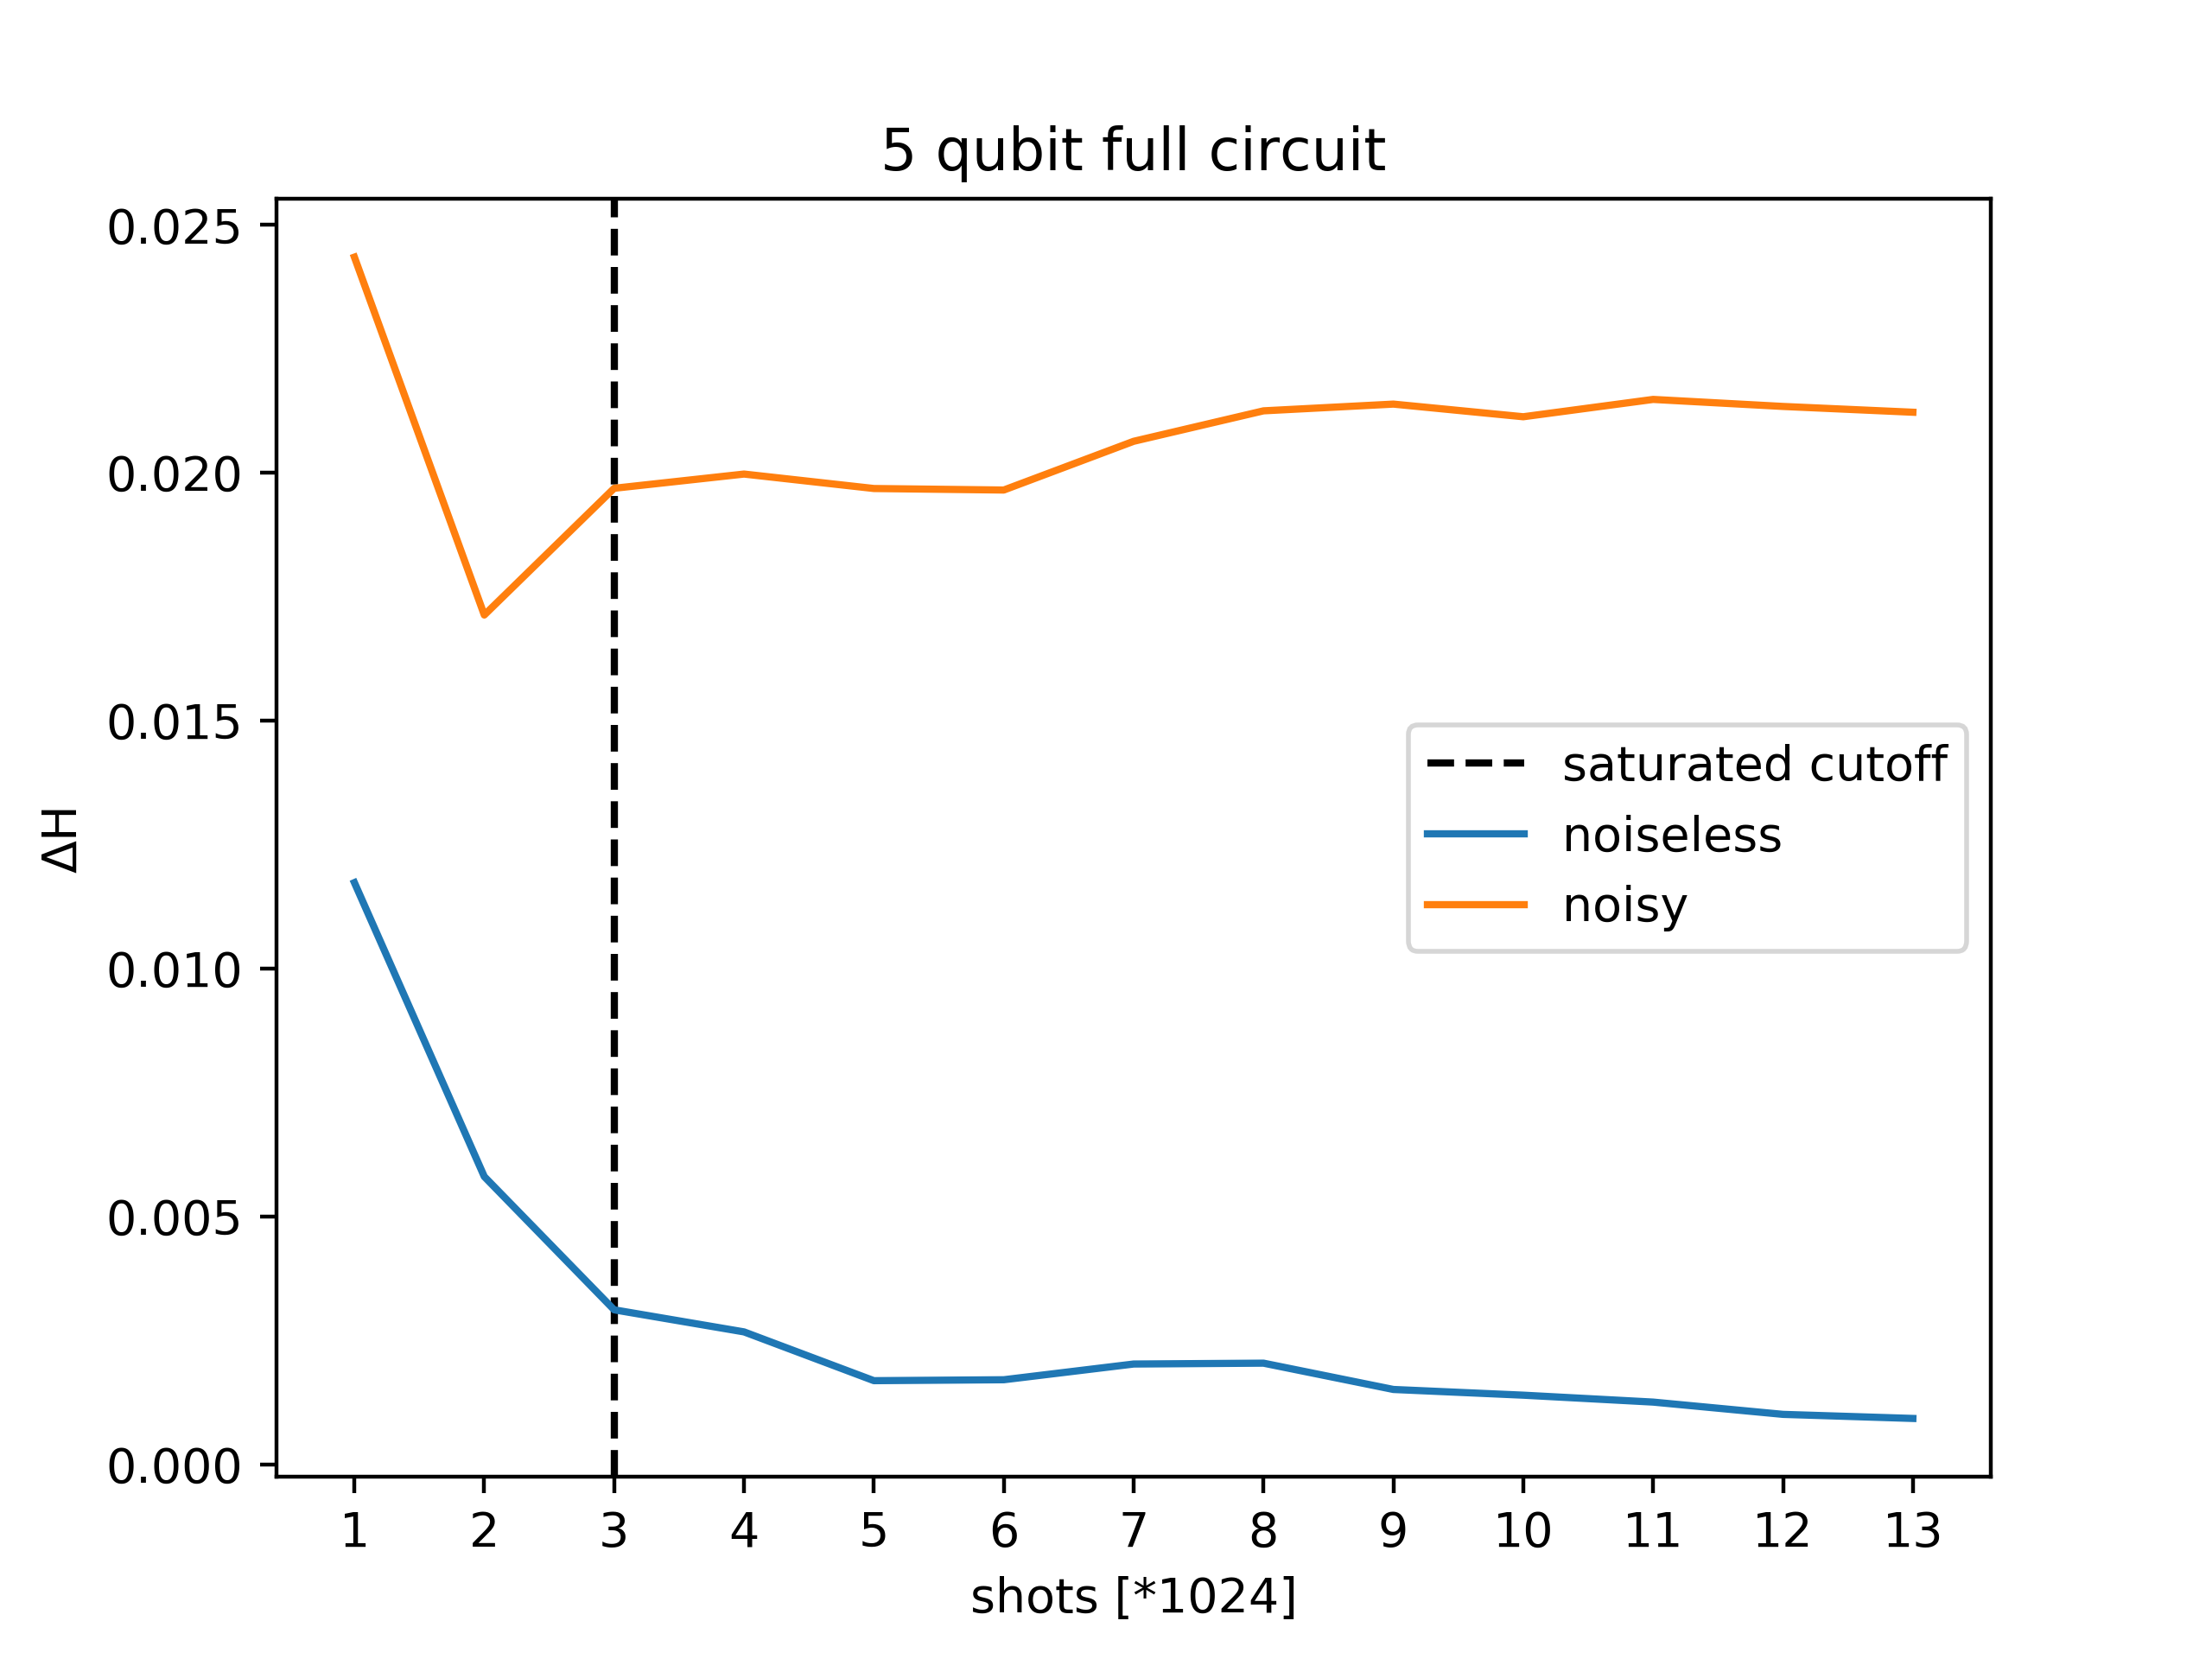 5 qubit full circuit
0.025
0.020
0.015
0.010
0.005
0.000
ΔH
saturated cutoff
noiseless
noisy
1 2 3 4 5 6 7 8 9 10 11 12 13
shots [*1024]